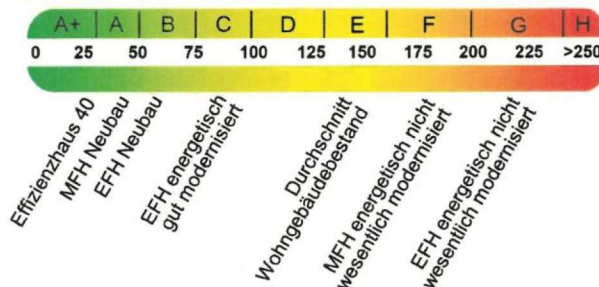 A+ A B C D E F G H
0 25 50 75 100 125 150 175 200 225 >250
Effizienzhaus 40
MFH Neubau
EFH Neubau
EFH energetisch
gut modernisiert
Durchschnitt
Wohngebäudebestand
MFH energetisch nicht
wesentlich modernisiert
EFH energetisch nicht
wesentlich modernisiert